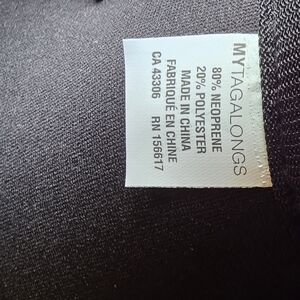 MYTAGALONGS
80% NEOPRENE
20% POLYESTER
MADE IN CHINA
FABRIQUÉ EN CHINE
CA 43306
RN 156617